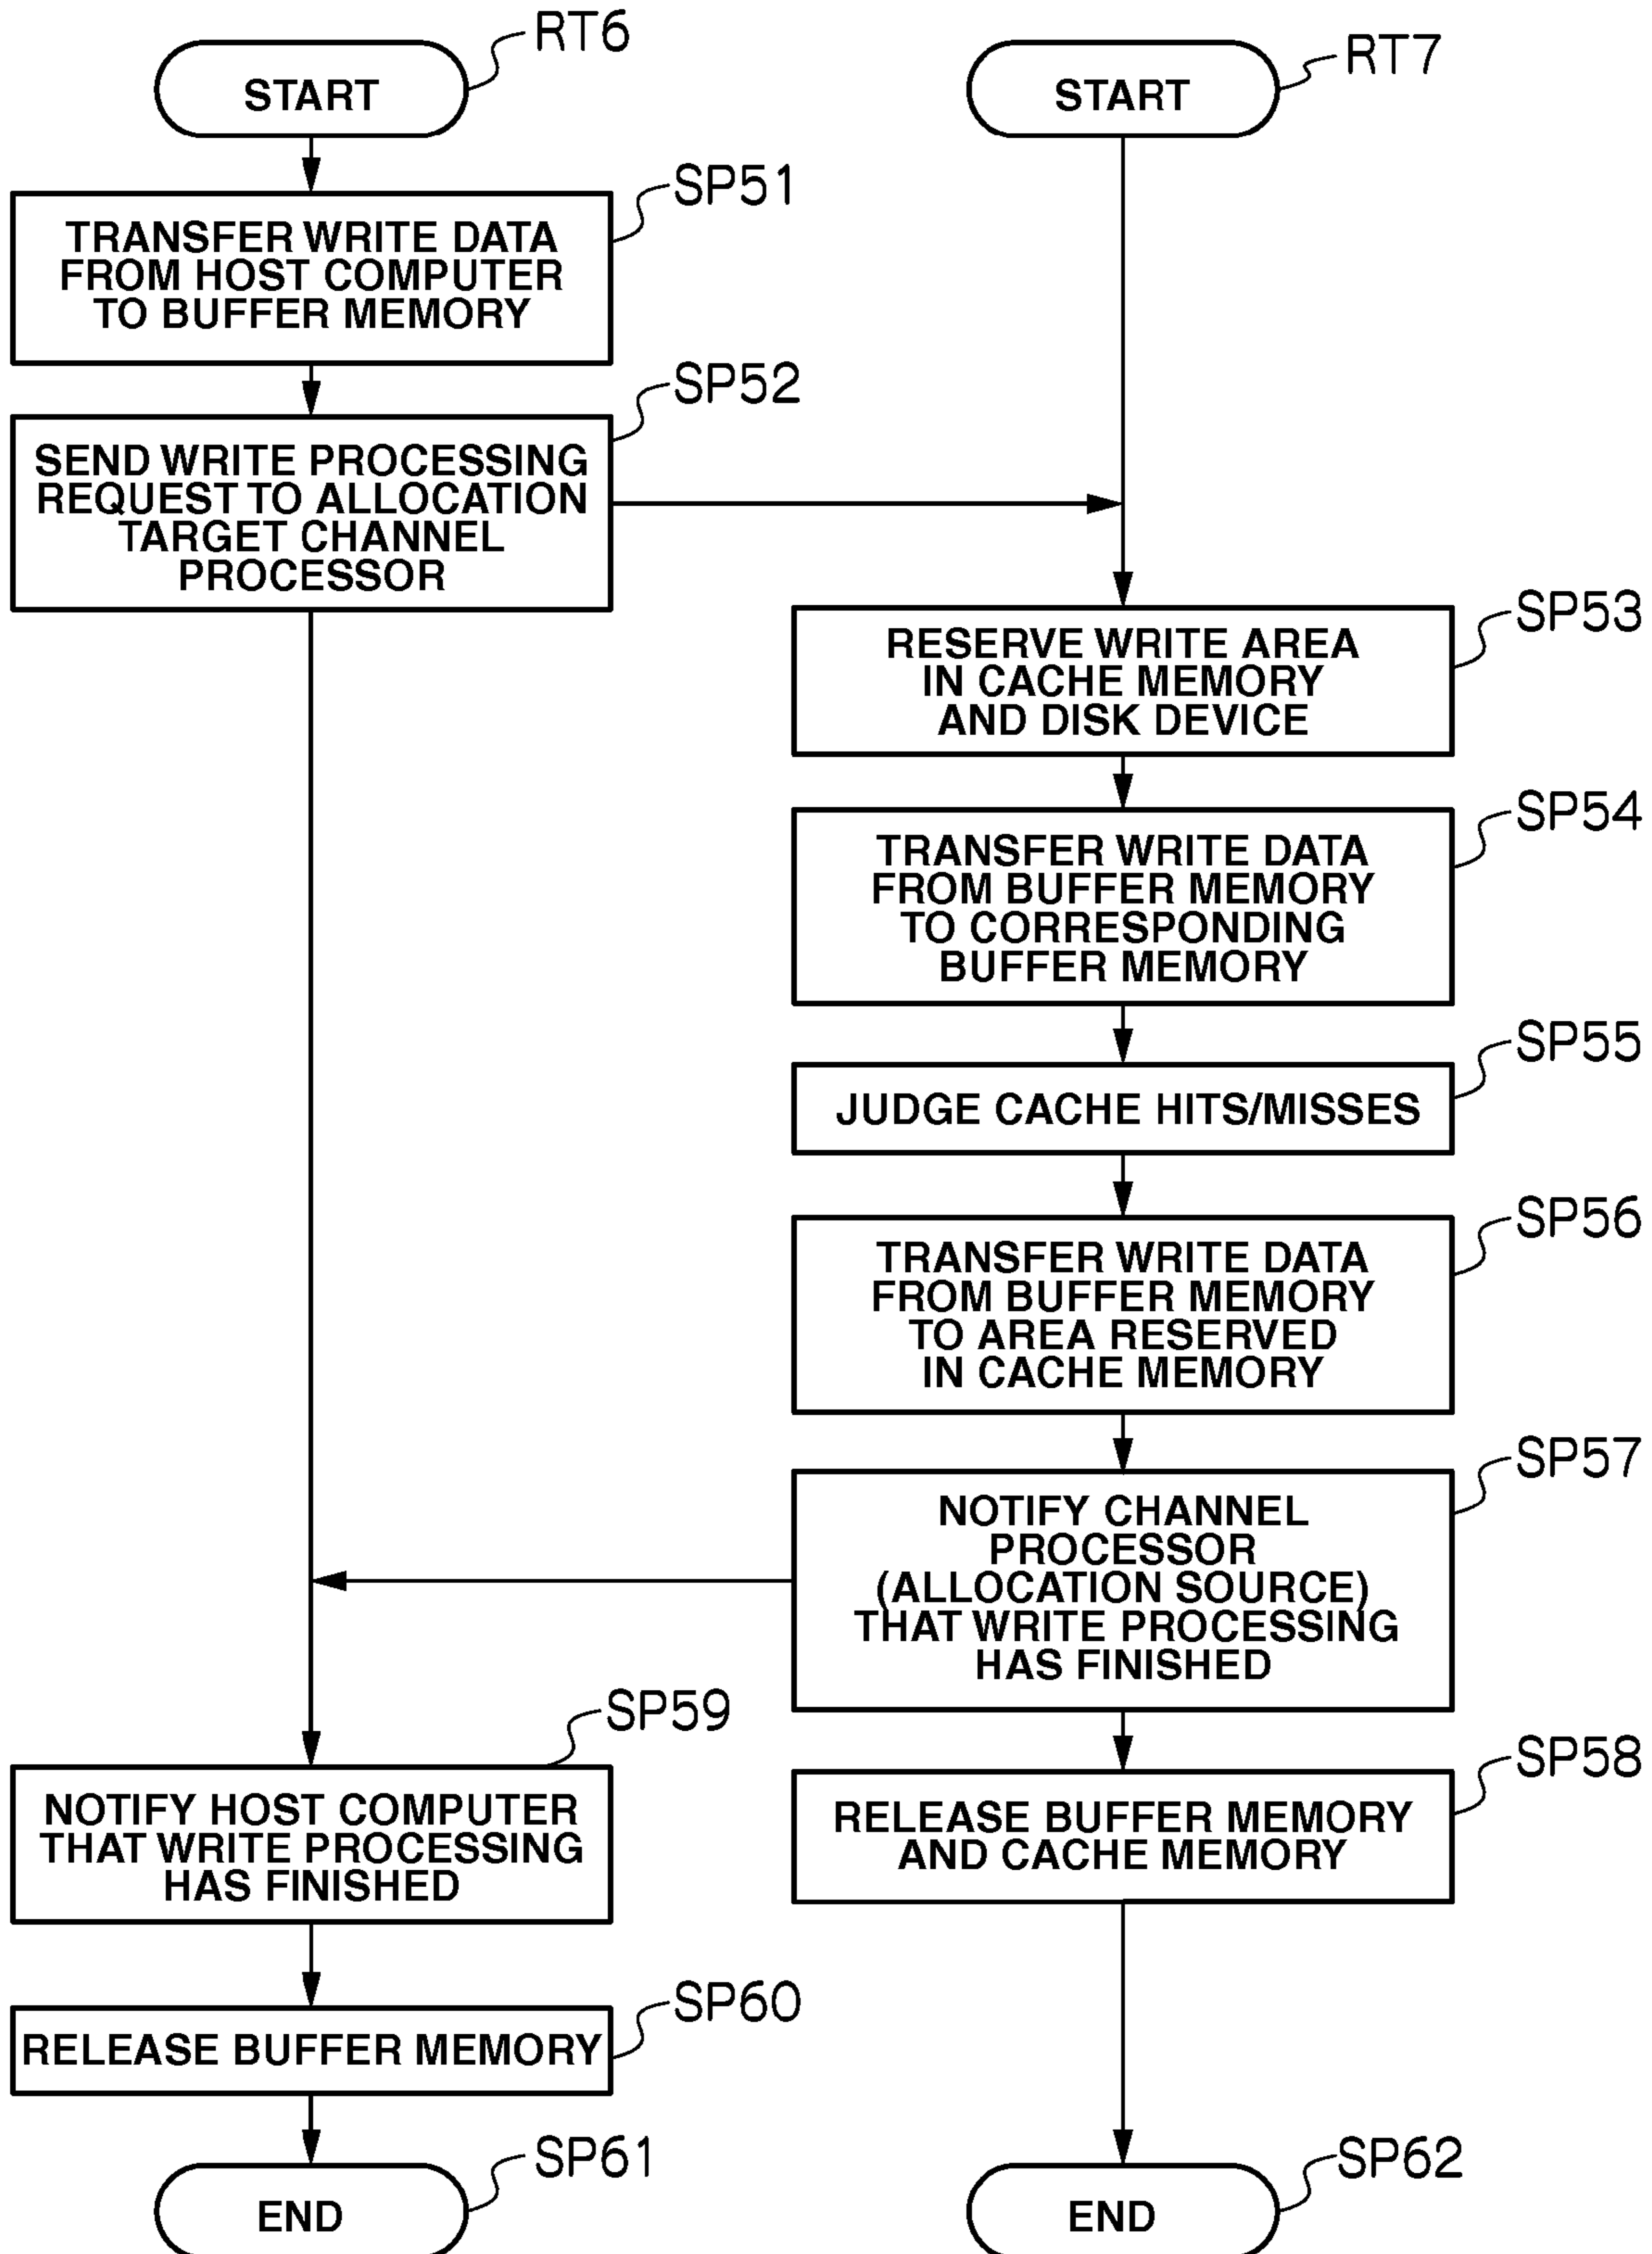 RT6
START
SP51
TRANSFER WRITE DATA
FROM HOST COMPUTER
TO BUFFER MEMORY
SP52
SEND WRITE PROCESSING
REQUEST TO ALLOCATION
TARGET CHANNEL
PROCESSOR
RT7
START
SP53
RESERVE WRITE AREA
IN CACHE MEMORY
AND DISK DEVICE
SP54
TRANSFER WRITE DATA
FROM BUFFER MEMORY
TO CORRESPONDING
BUFFER MEMORY
SP55
JUDGE CACHE HITS/MISSES
SP56
TRANSFER WRITE DATA
FROM BUFFER MEMORY
TO AREA RESERVED
IN CACHE MEMORY
SP57
NOTIFY CHANNEL
PROCESSOR
(ALLOCATION SOURCE)
THAT WRITE PROCESSING
HAS FINISHED
SP58
RELEASE BUFFER MEMORY
AND CACHE MEMORY
SP59
NOTIFY HOST COMPUTER
THAT WRITE PROCESSING
HAS FINISHED
SP60
RELEASE BUFFER MEMORY
SP61
END
SP62
END